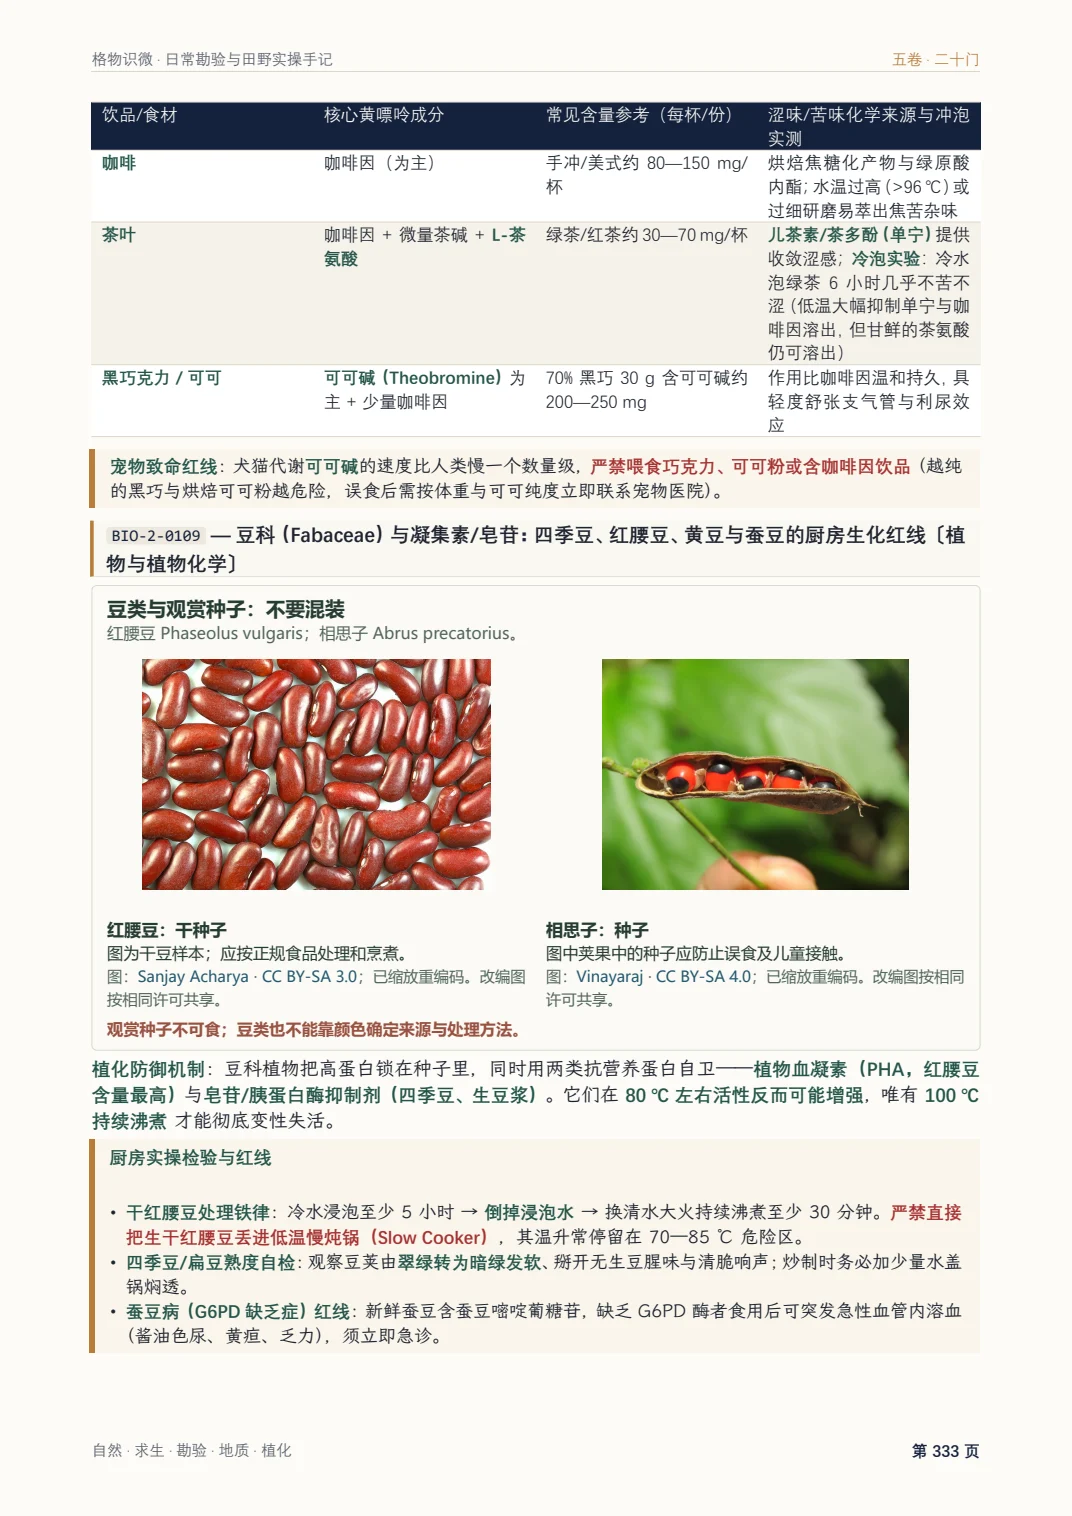 格物识微 · 日常勘验与田野实操手记
五卷 · 二十门
饮品/食材
核心黄嘌呤成分
常见含量参考（每杯/份）
涩味/苦味化学来源与冲泡
实测
咖啡
咖啡因（为主）
手冲/美式约 80—150 mg/
杯
烘焙焦糖化产物与绿原酸
内酯；水温过高（>96 ℃）或
过细研磨易萃出焦苦杂味
茶叶
咖啡因 + 微量茶碱 + L-茶
氨酸
绿茶/红茶约 30—70 mg/杯
儿茶素/茶多酚（单宁）提供
收敛涩感；冷泡实验：冷水
泡绿茶 6 小时几乎不苦不
涩（低温大幅抑制单宁与咖
啡因溶出，但甘鲜的茶氨酸
仍可溶出）
黑巧克力 / 可可
可可碱（Theobromine）为
主 + 少量咖啡因
70% 黑巧 30 g 含可可碱约
200—250 mg
作用比咖啡因温和持久，具
轻度舒张支气管与利尿效
应
宠物致命红线：犬猫代谢可可碱的速度比人类慢一个数量级，严禁喂食巧克力、可可粉或含咖啡因饮品（越纯
的黑巧与烘焙可可粉越危险，误食后需按体重与可可纯度立即联系宠物医院）。
BIO-2-0109 — 豆科（Fabaceae）与凝集素/皂苷：四季豆、红腰豆、黄豆与蚕豆的厨房生化红线〔植
物与植物化学〕
豆类与观赏种子：不要混装
红腰豆 Phaseolus vulgaris；相思子 Abrus precatorius。
红腰豆：干种子
图为干豆样本；应按正规食品处理和烹煮。
图：Sanjay Acharya · CC BY-SA 3.0；已缩放重编码。改编图
按相同许可共享。
相思子：种子
图中荚果中的种子应防止误食及儿童接触。
图：Vinayaraj · CC BY-SA 4.0；已缩放重编码。改编图按相同
许可共享。
观赏种子不可食；豆类也不能靠颜色确定来源与处理方法。
植化防御机制：豆科植物把高蛋白锁在种子里，同时用两类抗营养蛋白自卫——植物血凝素（PHA，红腰豆
含量最高）与皂苷/胰蛋白酶抑制剂（四季豆、生豆浆）。它们在 80 ℃ 左右活性反而可能增强，唯有 100 ℃
持续沸煮 才能彻底变性失活。
厨房实操检验与红线
• 干红腰豆处理铁律：冷水浸泡至少 5 小时 → 倒掉浸泡水 → 换清水大火持续沸煮至少 30 分钟。严禁直接
把生干红腰豆丢进低温慢炖锅（Slow Cooker），其温升常停留在 70—85 ℃ 危险区。
• 四季豆/扁豆熟度自检：观察豆荚由翠绿转为暗绿发软、掰开无生豆腥味与清脆响声；炒制时务必加少量水盖
锅焖透。
• 蚕豆病（G6PD 缺乏症）红线：新鲜蚕豆含蚕豆嘧啶葡糖苷，缺乏 G6PD 酶者食用后可突发急性血管内溶血
（酱油色尿、黄疸、乏力），须立即急诊。
自然 · 求生 · 勘验 · 地质 · 植化
第 333 页